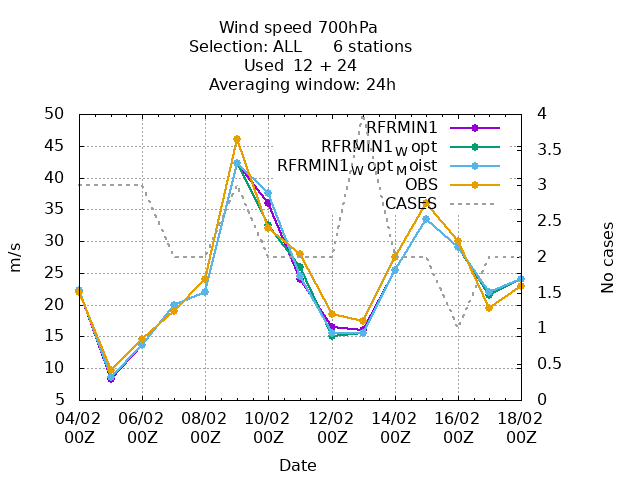 Wind speed 700hPa
Selection: ALL 6 stations
Used 12 + 24
Averaging window: 24h
50
45
40
35
30
25
20
15
10
5
m/s
4
3.5
3
2.5
2
1.5
1
0.5
0
No cases
RFRMIN1
RFRMIN1_W opt
RFRMIN1_W opt_M oist
OBS
CASES
04/02 06/02 08/02 10/02 12/02 14/02 16/02 18/02
00Z 00Z 00Z 00Z 00Z 00Z 00Z 00Z
Date